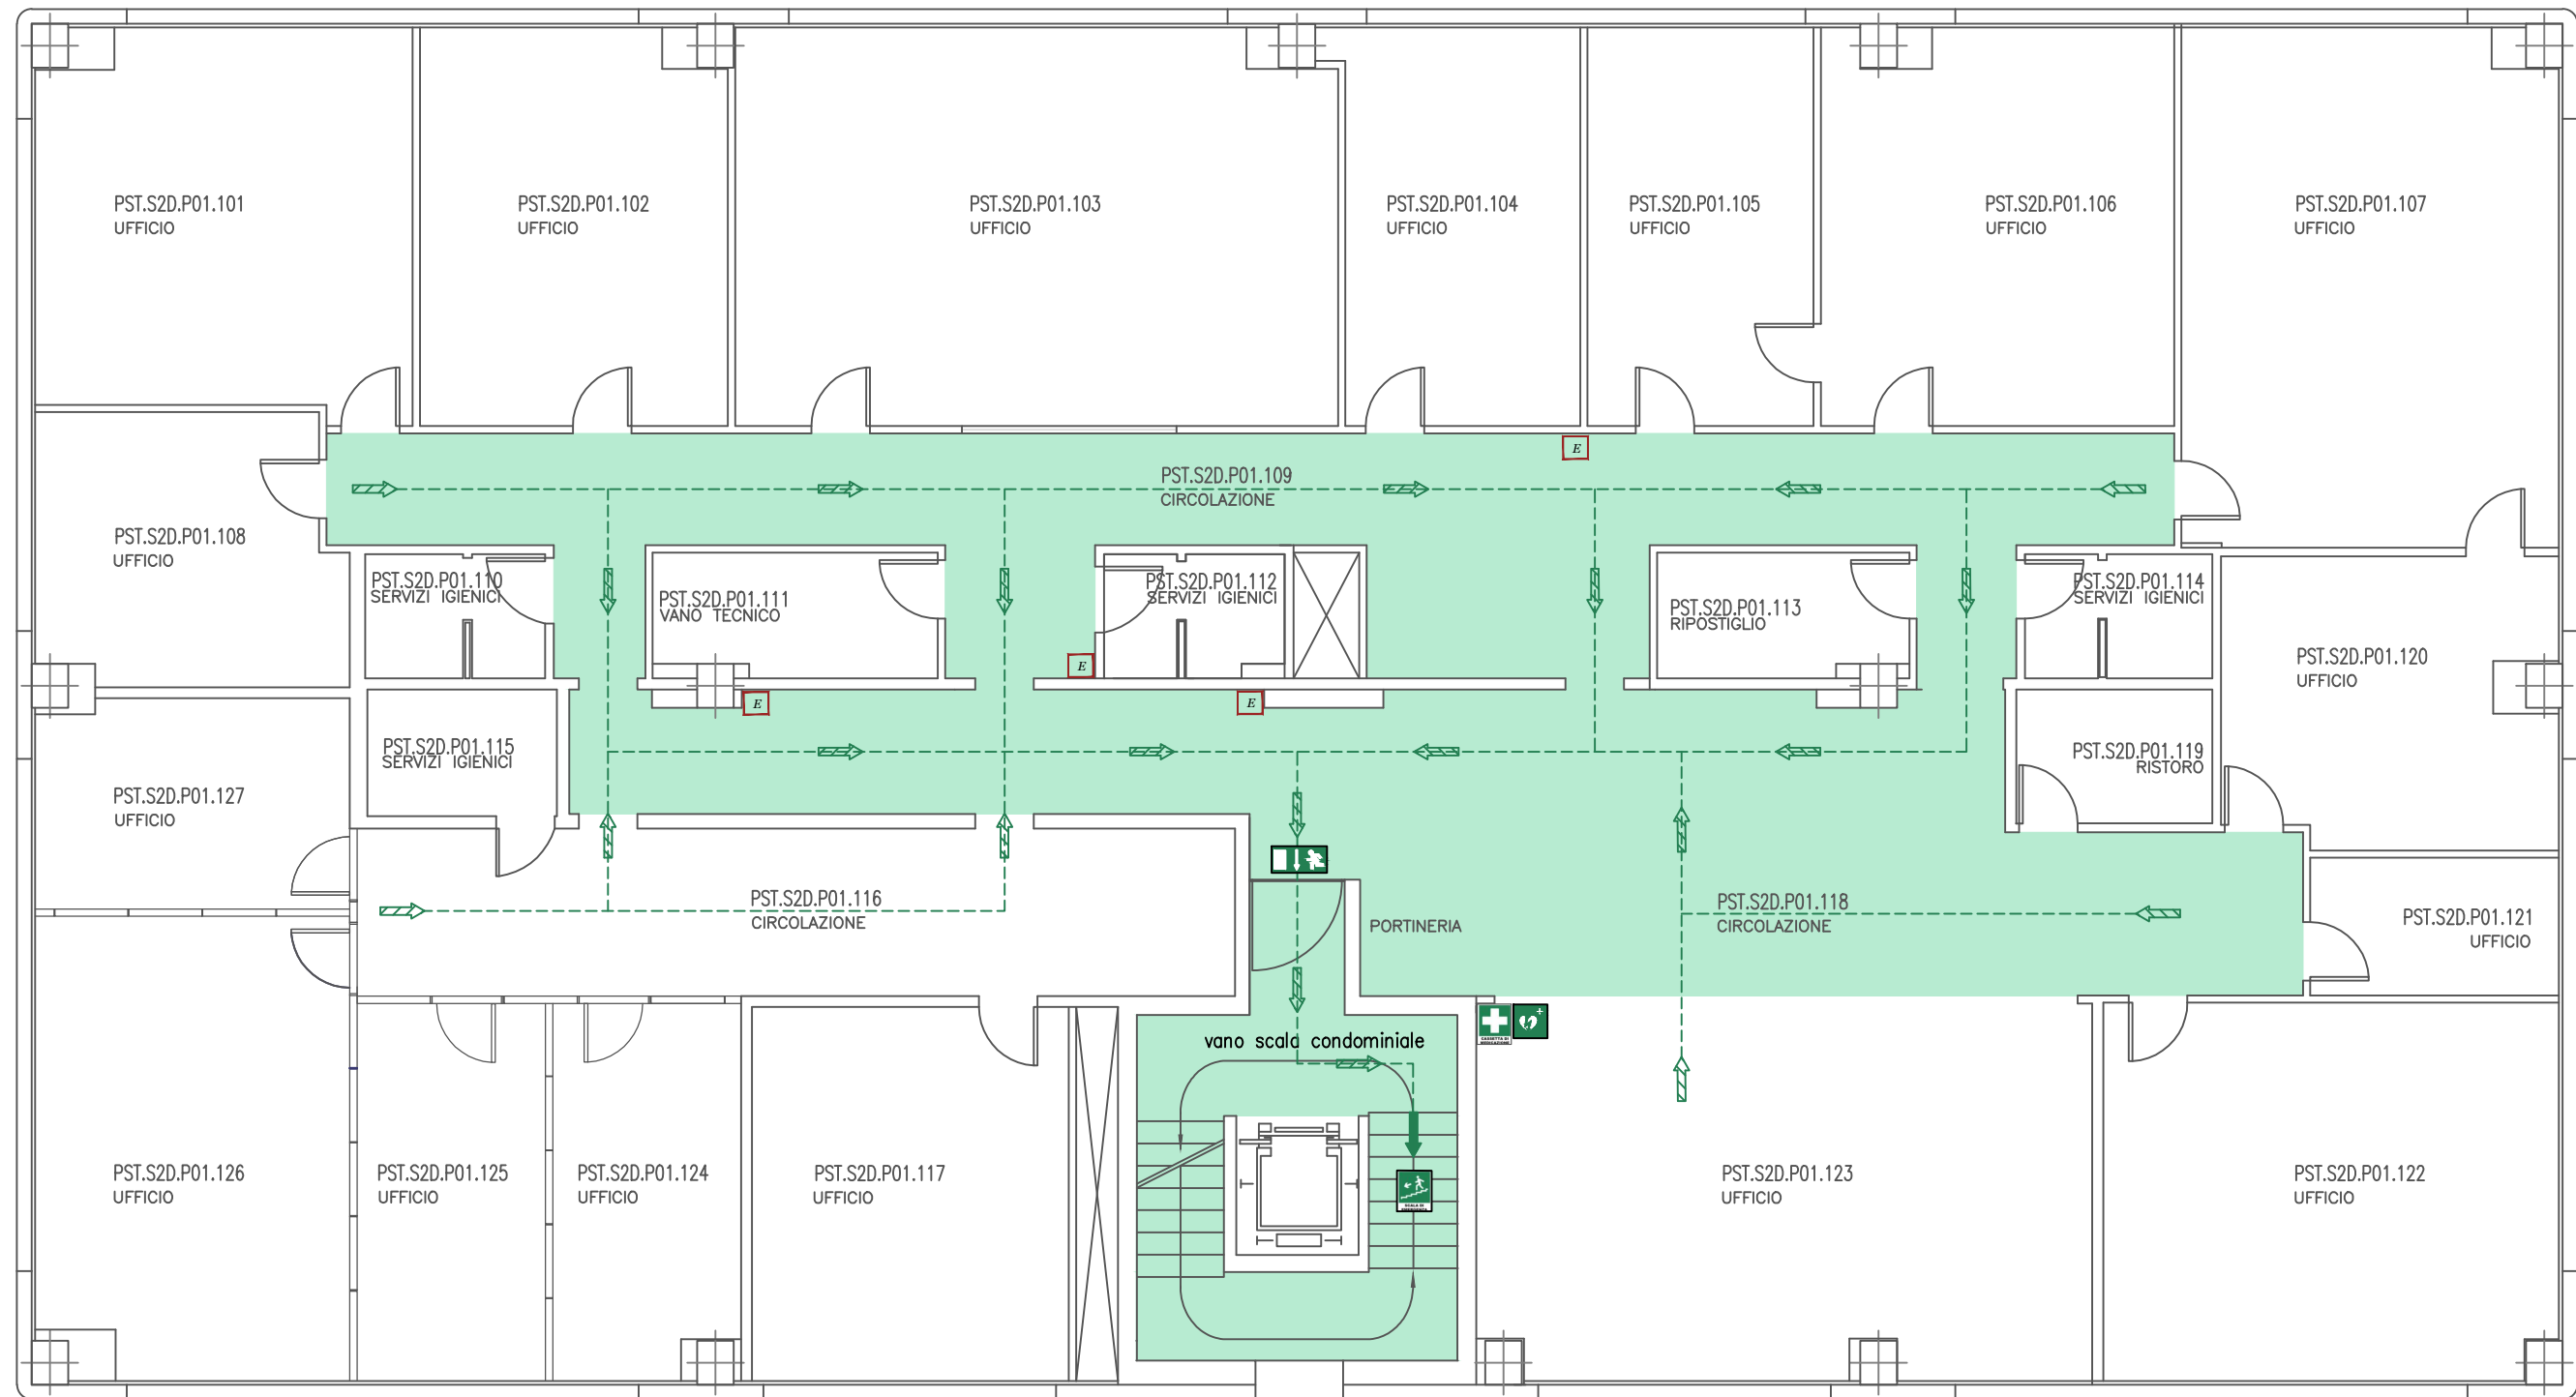 PST.S2D.P01.101
UFFICIO
PST.S2D.P01.102
UFFICIO
PST.S2D.P01.103
UFFICIO
PST.S2D.P01.104
UFFICIO
PST.S2D.P01.105
UFFICIO
PST.S2D.P01.106
UFFICIO
PST.S2D.P01.107
UFFICIO
E
PST.S2D.P01.109
CIRCOLAZIONE
PST.S2D.P01.108
UFFICIO
PST.S2D.P01.110
SERVIZI IGIENICI
PST.S2D.P01.111
VANO TECNICO
PST.S2D.P01.112
SERVIZI IGIENICI
PST.S2D.P01.113
RIPOSTIGLIO
PST.S2D.P01.114
SERVIZI IGIENICI
PST.S2D.P01.120
UFFICIO
E
E
E
PST.S2D.P01.115
SERVIZI IGIENICI
PST.S2D.P01.119
RISTORO
PST.S2D.P01.127
UFFICIO
PST.S2D.P01.116
CIRCOLAZIONE
PORTINERIA
PST.S2D.P01.118
CIRCOLAZIONE
PST.S2D.P01.121
UFFICIO
CASSETTA DI
MEDICAZIONE
vano scala condominiale
PST.S2D.P01.126
UFFICIO
PST.S2D.P01.125
UFFICIO
PST.S2D.P01.124
UFFICIO
PST.S2D.P01.117
UFFICIO
SCALA DI
EMERGENZA
PST.S2D.P01.123
UFFICIO
PST.S2D.P01.122
UFFICIO